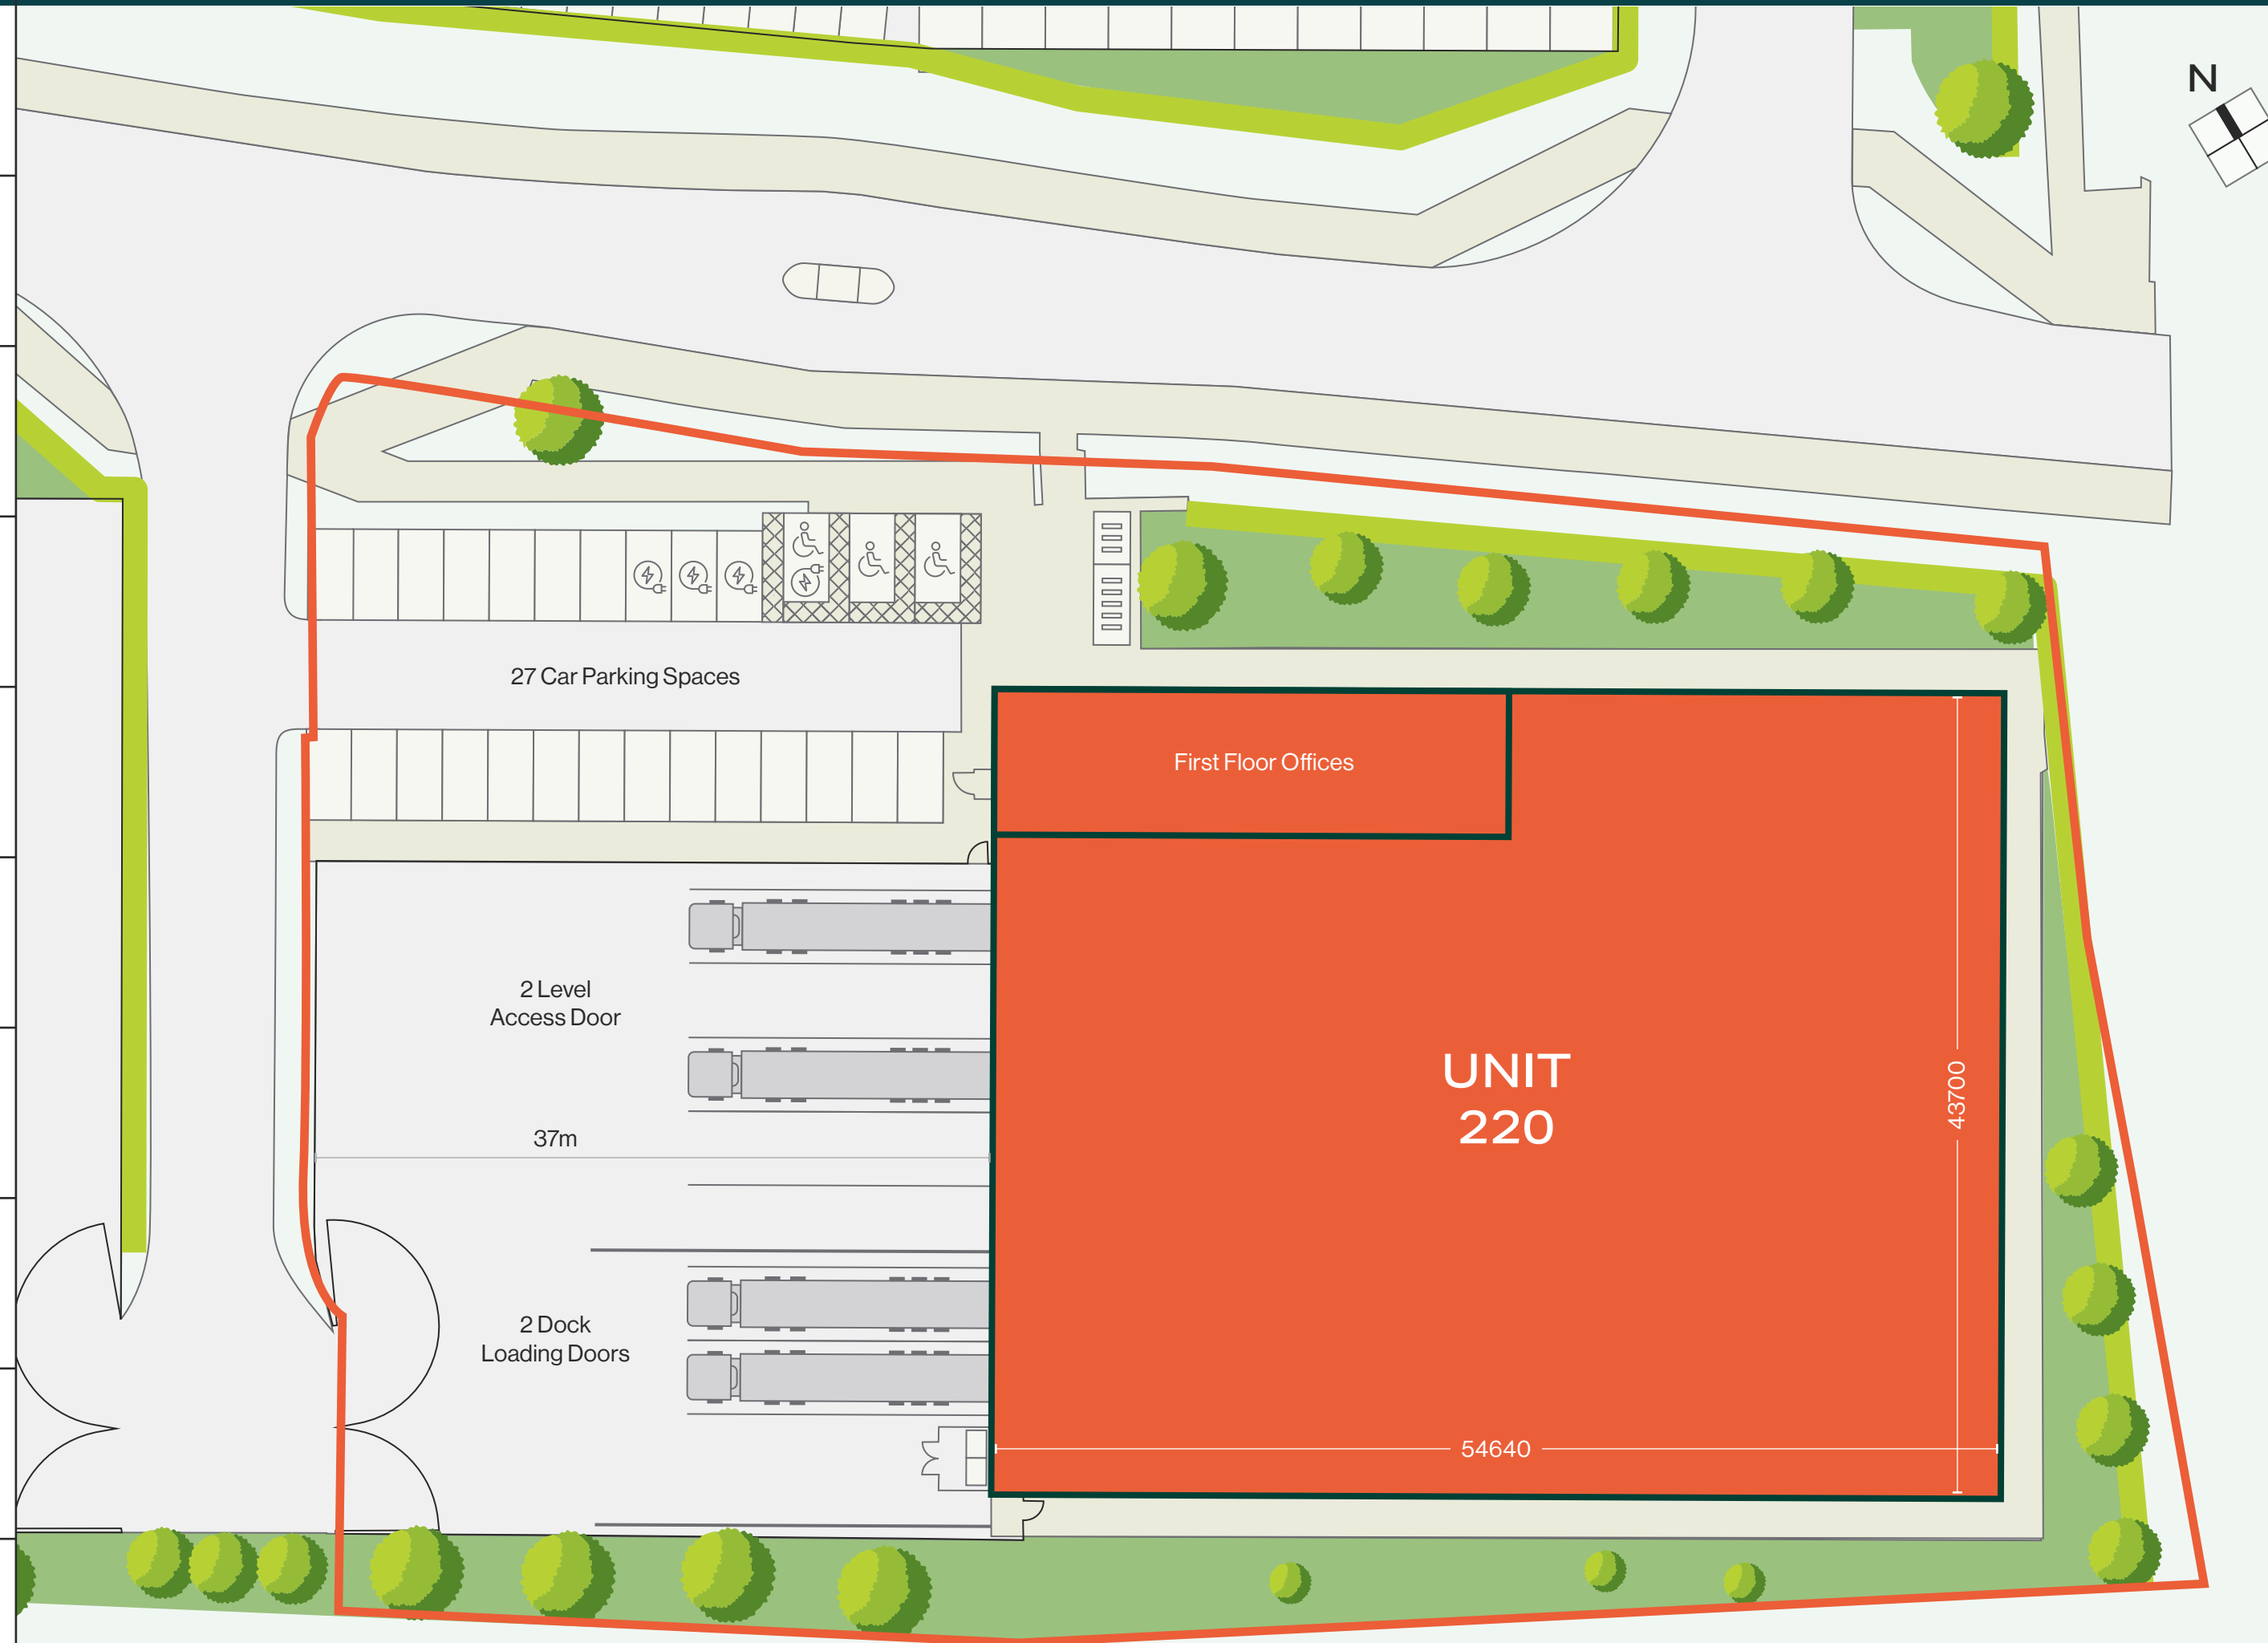 N
27 Car Parking Spaces
First Floor Offices
2 Level
Access Door
37m
UNIT
220
43700
2 Dock
Loading Doors
54640